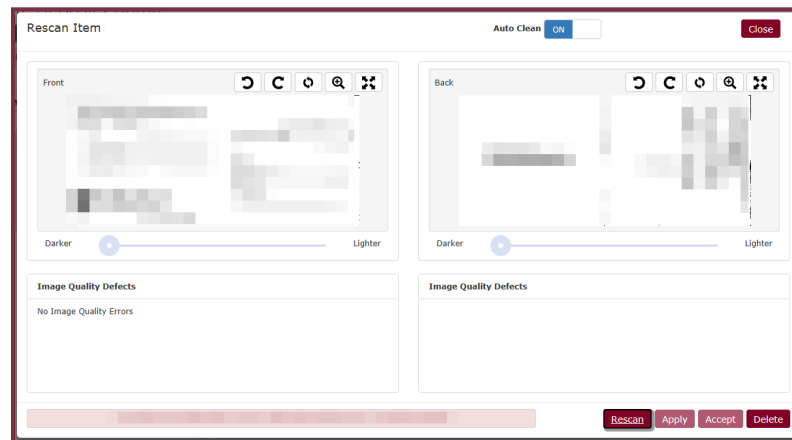 Rescan Item
Auto Clean ON
Close
Front
Back
Darker
Lighter
Darker
Lighter
Image Quality Defects
Image Quality Defects
No Image Quality Errors
Rescan
Apply
Accept
Delete